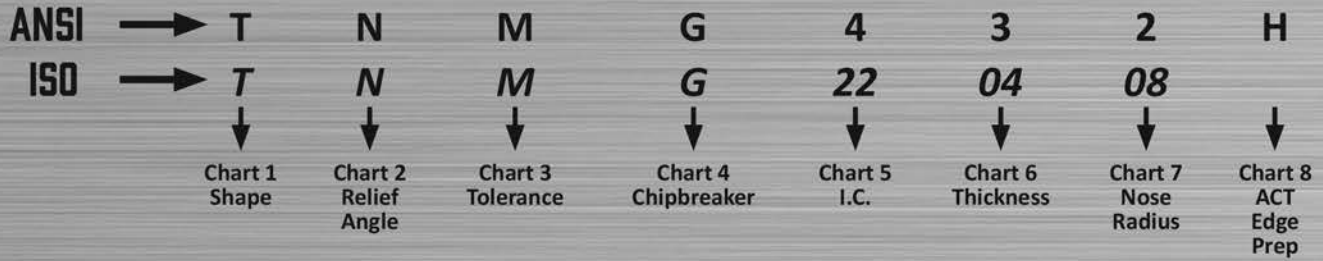 ANSI T N M G 4 3 2 H
ISO T N M G 22 04 08
Chart 1 Chart 2 Chart 3 Chart 4 Chart 5 Chart 6 Chart 7 Chart 8
Shape Relief Tolerance Chipbreaker I.C. Thickness Nose ACT
Angle Radius Edge
Prep